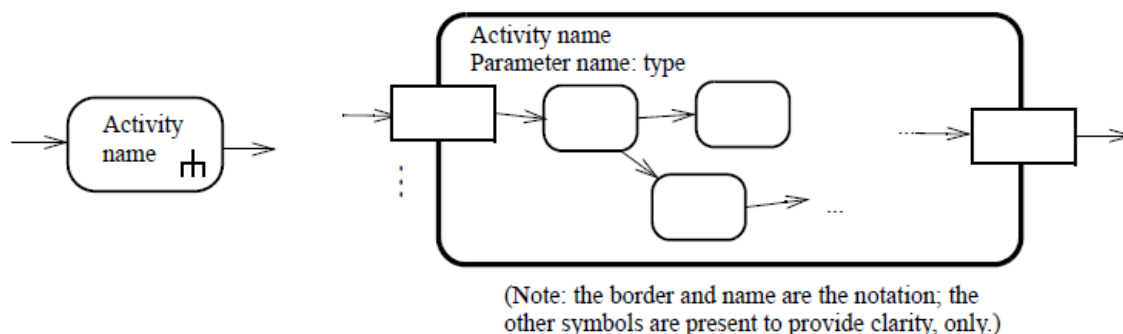 Activity
name
Activity name
Parameter name: type
...
...
(Note: the border and name are the notation; the
other symbols are present to provide clarity, only.)